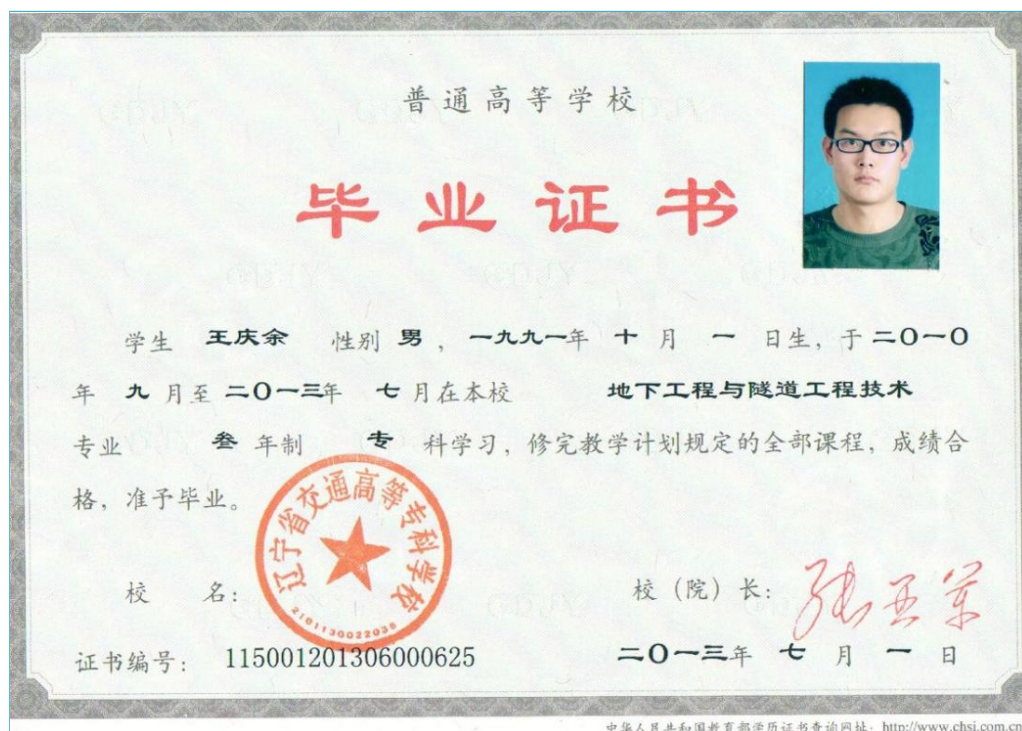 普通高等学校
毕业证书
学生 王庆余 性别 男 ,一九九一年 十 月 一 日生,于 二〇一〇
年 九 月至 二〇一三年 七 月在本校 地下工程与隧道工程技术
专业 叁 年制 专 科学习,修完教学计划规定的全部课程,成绩合
格,准予毕业。
辽宁省交通高等专科学校
2101130022039
校 名: 校(院)长:
证书编号: 115001201306000625 二〇一三年 七 月 一 日
中华人民共和国教育部学历证书查询网址:http://www.chsi.com.cn